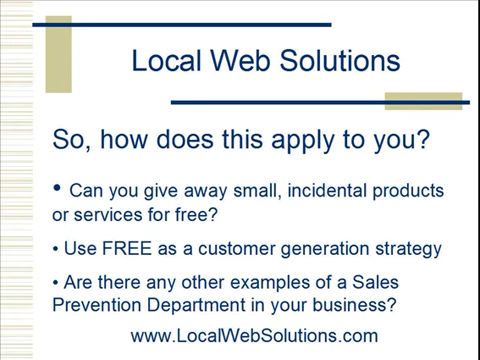 Local Web Solutions
So, how does this apply to you?
• Can you give away small, incidental products
or services for free?
• Use FREE as a customer generation strategy
• Are there any other examples of a Sales
Prevention Department in your business?
www.LocalWebSolutions.com